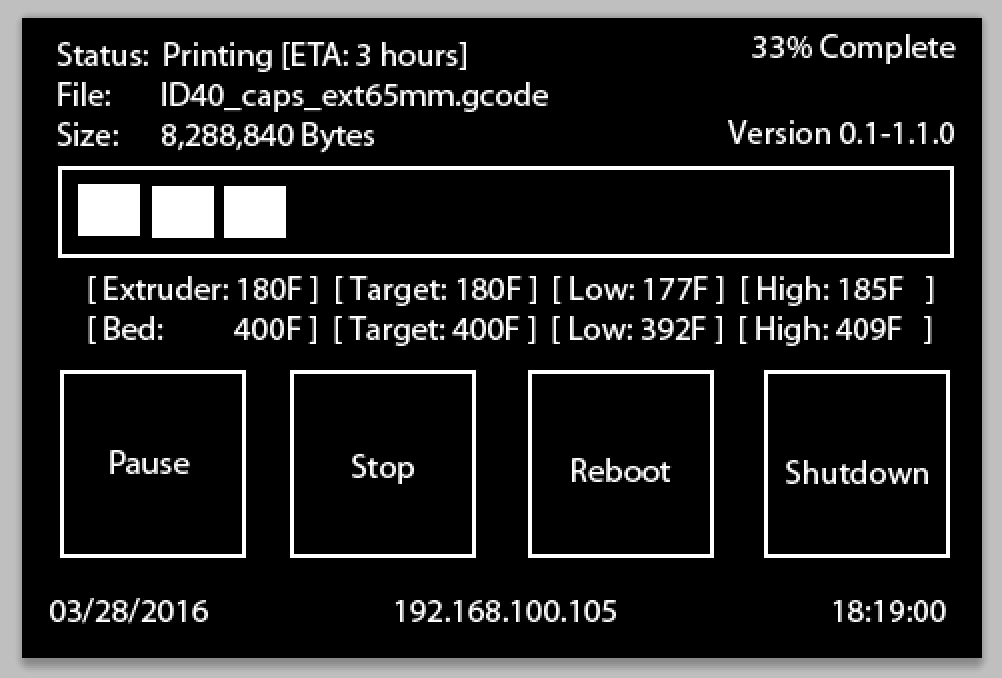 Status: Printing [ETA: 3 hours]
33% Complete
File: ID40_caps_ext65mm.gcode
Size: 8,288,840 Bytes
Version 0.1-1.1.0
[ Extruder: 180F ] [ Target: 180F ] [ Low: 177F ] [ High: 185F ]
[ Bed: 400F ] [ Target: 400F ] [ Low: 392F ] [ High: 409F ]
Pause
Stop
Reboot
Shutdown
03/28/2016 192.168.100.105 18:19:00